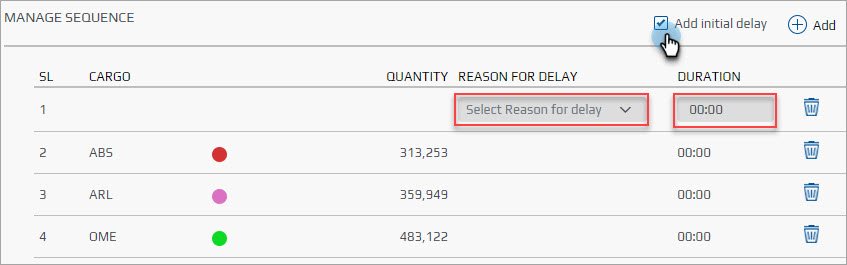 MANAGE SEQUENCE
Add initial delay Add
SL CARGO QUANTITY REASON FOR DELAY DURATION
1 Select Reason for delay 00:00
2 ABS 313,253 00:00
3 ARL 359,949 00:00
4 OME 483,122 00:00